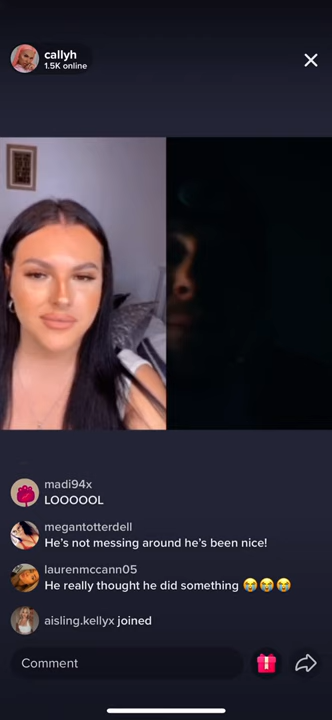 callyh
1.5K online
madi94x
LOOOOOL
megantotterdell
He's not messing around he's been nice!
laurenmccann05
He really thought he did something 😭😭😭
aisling.kellyx joined
Comment